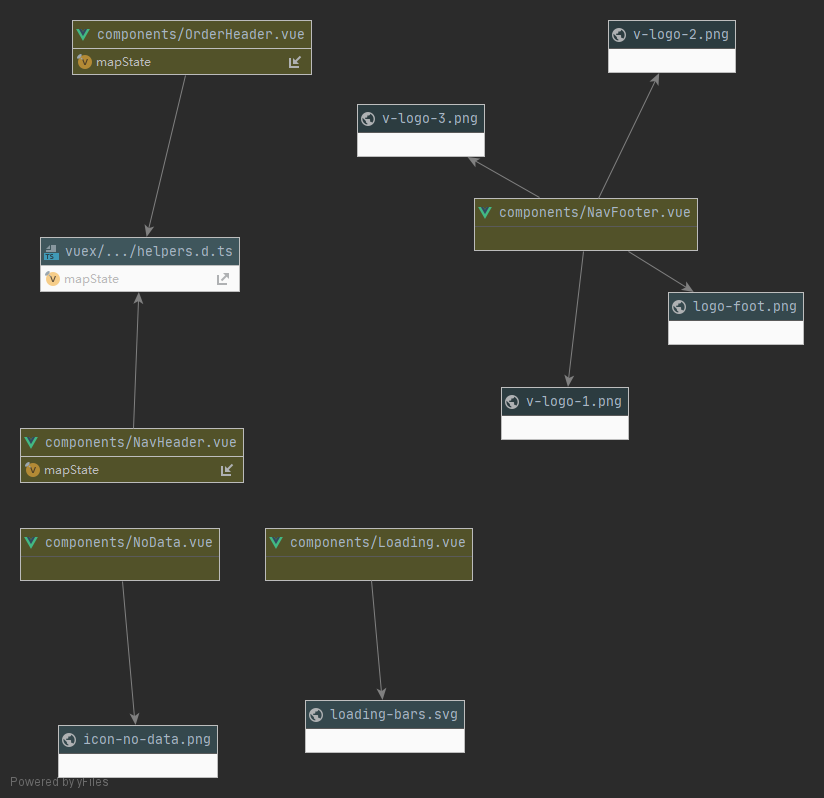 components/OrderHeader.vue
mapState
v-logo-2.png
v-logo-3.png
components/NavFooter.vue
vuex/.../helpers.d.ts
TS
mapState
logo-foot.png
v-logo-1.png
components/NavHeader.vue
mapState
components/NoData.vue
components/Loading.vue
loading-bars.svg
icon-no-data.png
Powered by yFiles